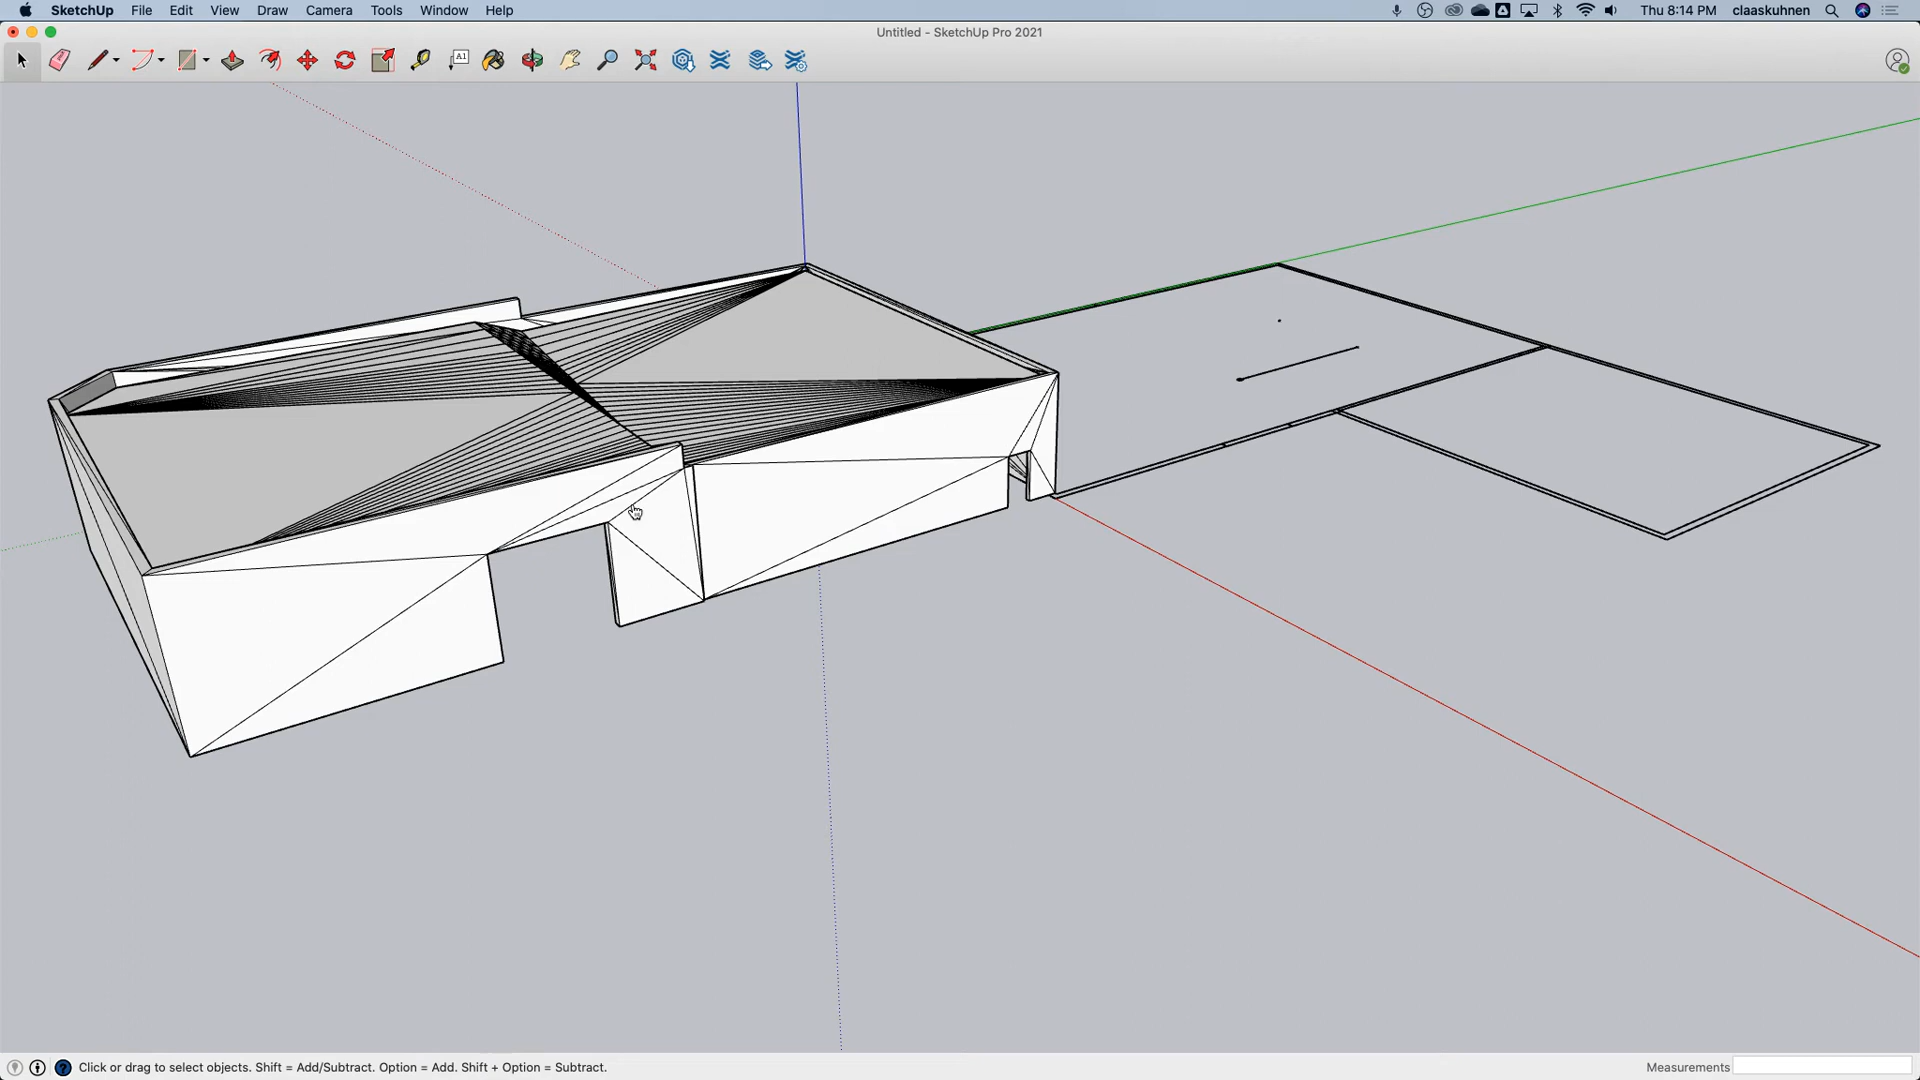 SketchUp File Edit View Draw Camera Tools Window Help Thu 8:14 PM claaskuhnen
Untitled - SketchUp Pro 2021
A1
Click or drag to select objects. Shift = Add/Subtract. Option = Add. Shift + Option = Subtract. Measurements